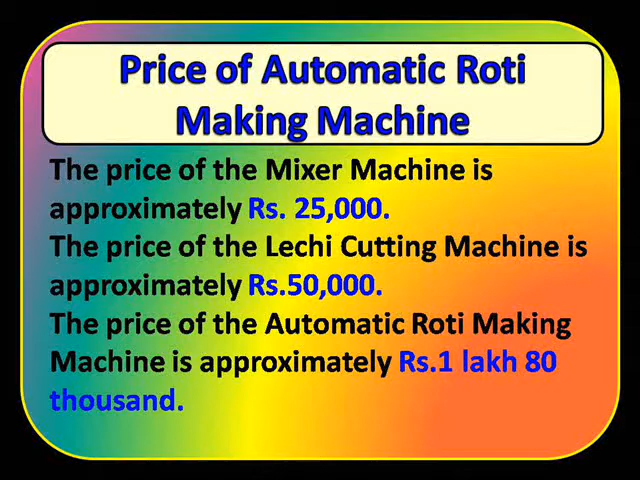 Price of Automatic Roti
Making Machine
The price of the Mixer Machine is
approximately Rs. 25,000.
The price of the Lechi Cutting Machine is
approximately Rs.50,000.
The price of the Automatic Roti Making
Machine is approximately Rs.1 lakh 80
thousand.